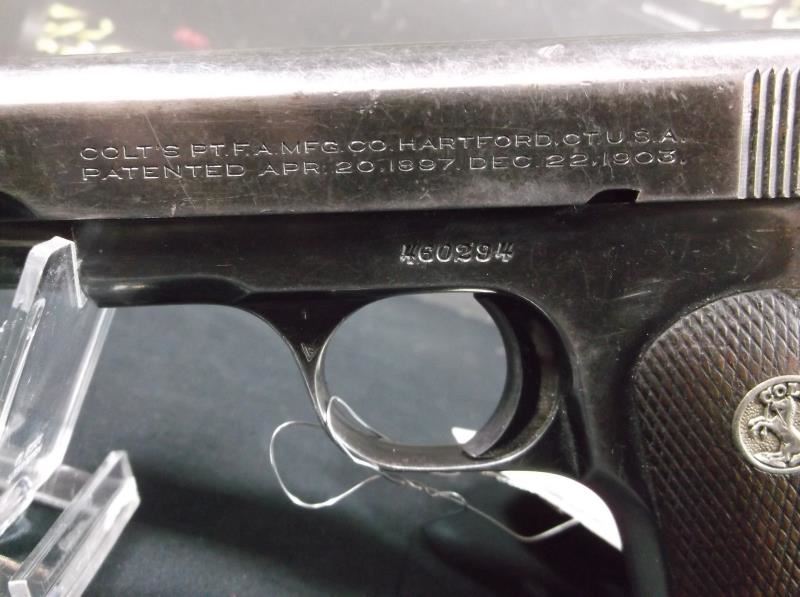 COLT'S PT. F.A. MFG. CO. HARTFORD, CT. U.S.A.
PATENTED APR. 20, 1897. DEC. 22, 1903.
460294